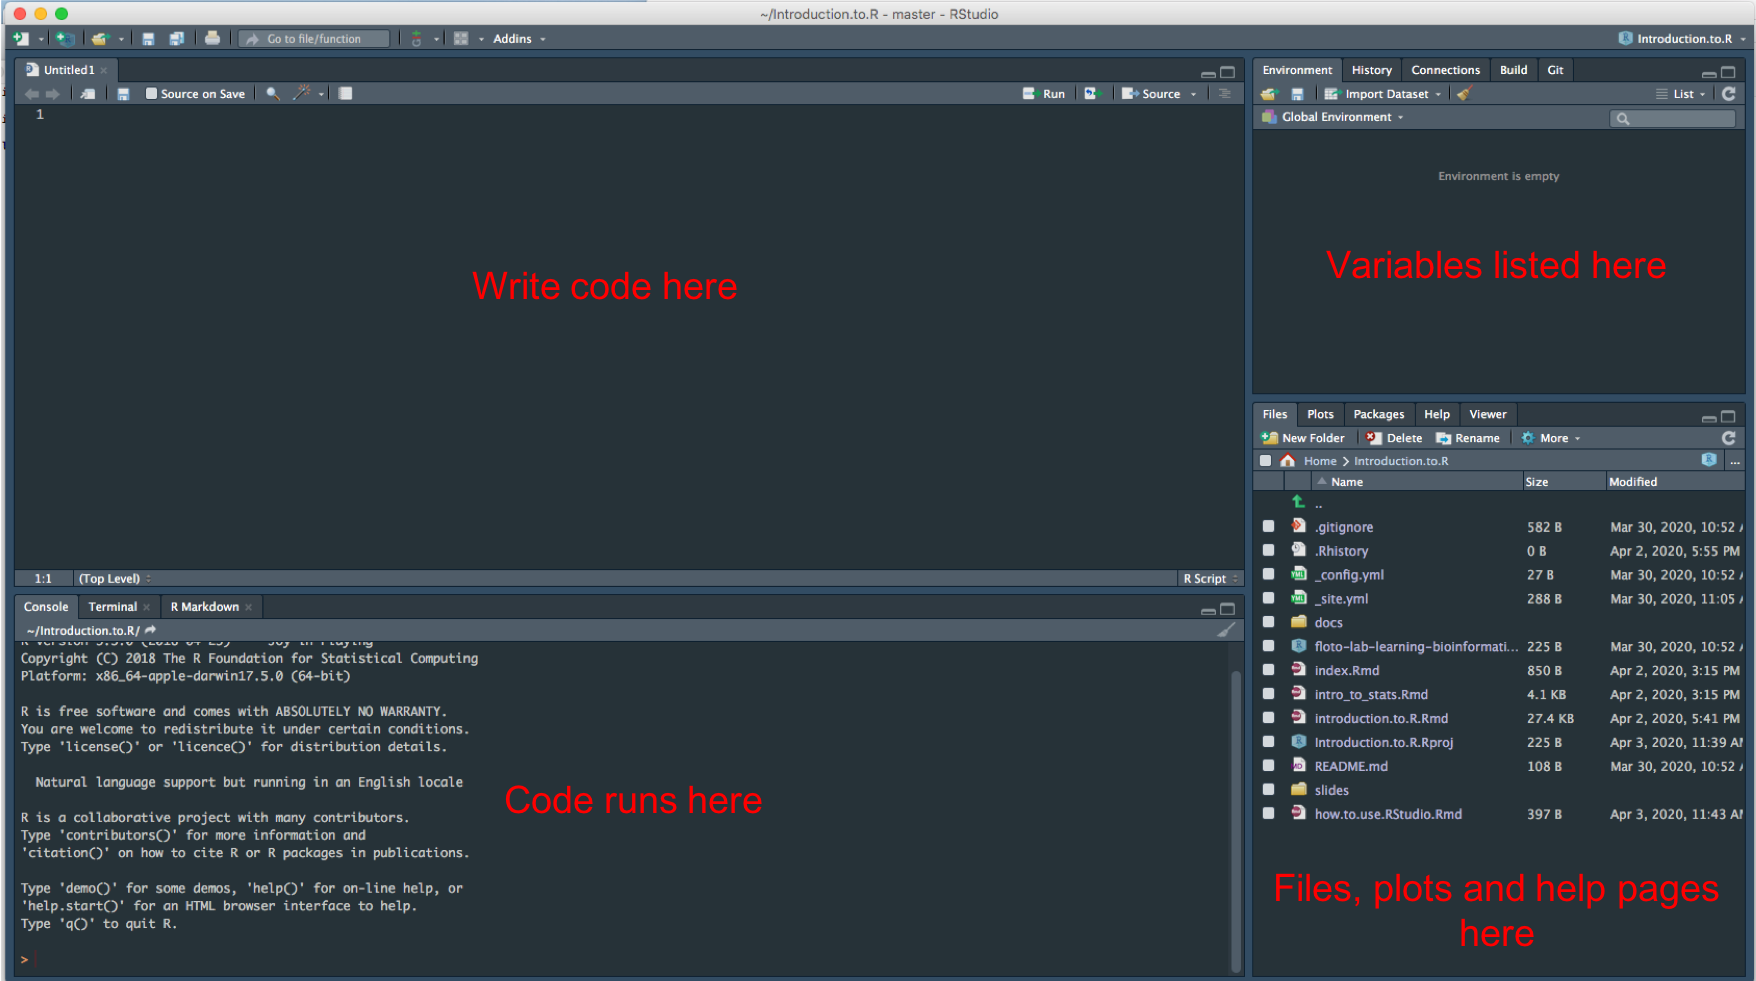 ~/Introduction.to.R - master - RStudio
Go to file/function
Addins
Introduction.to.R
Untitled1
Source on Save
Run
Source
1
Write code here
1:1
(Top Level)
R Script
Console
Terminal
R Markdown
~/Introduction.to.R/
Copyright (C) 2018 The R Foundation for Statistical Computing
Platform: x86_64-apple-darwin17.5.0 (64-bit)
R is free software and comes with ABSOLUTELY NO WARRANTY.
You are welcome to redistribute it under certain conditions.
Type 'license()' or 'licence()' for distribution details.
Natural language support but running in an English locale
R is a collaborative project with many contributors.
Type 'contributors()' for more information and
'citation()' on how to cite R or R packages in publications.
Type 'demo()' for some demos, 'help()' for on-line help, or
'help.start()' for an HTML browser interface to help.
Type 'q()' to quit R.
>
Code runs here
Environment
History
Connections
Build
Git
Import Dataset
List
Global Environment
Environment is empty
Variables listed here
Files
Plots
Packages
Help
Viewer
New Folder
Delete
Rename
More
Home > Introduction.to.R
...
Name Size Modified
..
.gitignore 582 B Mar 30, 2020, 10:52
.Rhistory 0 B Apr 2, 2020, 5:55 PM
_config.yml 27 B Mar 30, 2020, 10:52
_site.yml 288 B Mar 30, 2020, 11:05
docs
floto-lab-learning-bioinformati... 225 B Mar 30, 2020, 10:52
index.Rmd 850 B Apr 2, 2020, 3:15 PM
intro_to_stats.Rmd 4.1 KB Apr 2, 2020, 3:15 PM
introduction.to.R.Rmd 27.4 KB Apr 2, 2020, 5:41 PM
Introduction.to.R.Rproj 225 B Apr 3, 2020, 11:39
README.md 108 B Mar 30, 2020, 10:52
slides
how.to.use.RStudio.Rmd 397 B Apr 3, 2020, 11:43
Files, plots and help pages
here